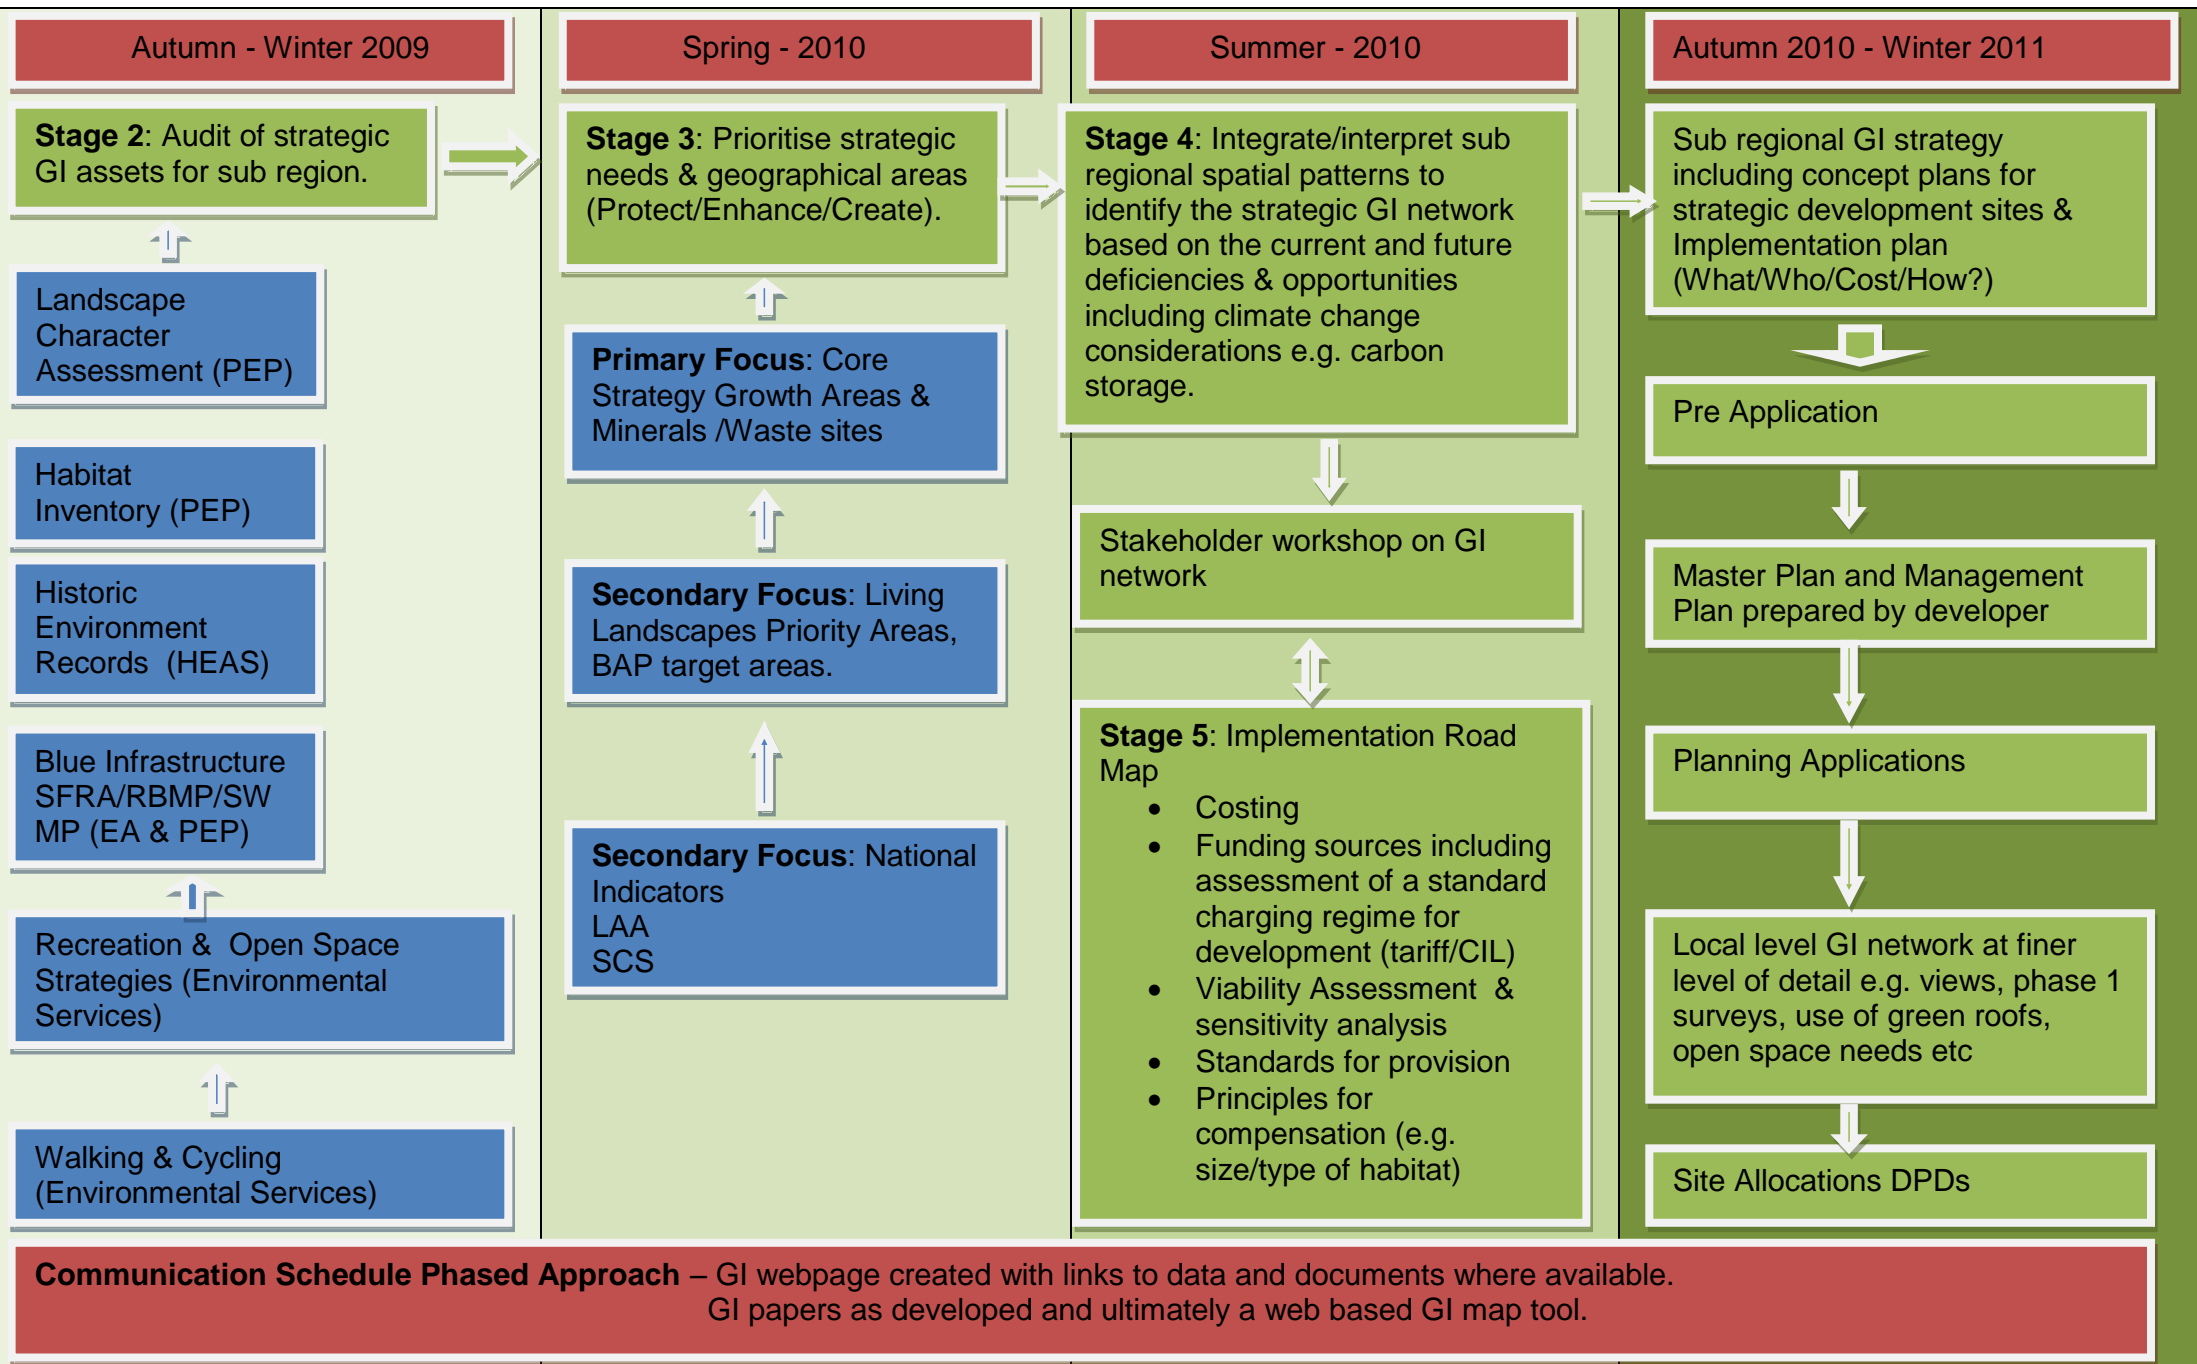 Autumn - Winter 2009
Stage 2: Audit of strategic
GI assets for sub region.
Landscape
Character
Assessment (PEP)
Habitat
Inventory (PEP)
Historic
Environment
Records  (HEAS)
Blue Infrastructure
SFRA/RBMP/SW
MP (EA & PEP)
Recreation &  Open Space
Strategies (Environmental
Services)
Walking & Cycling
(Environmental Services)
Spring - 2010
Stage 3: Prioritise strategic
needs & geographical areas
(Protect/Enhance/Create).
Primary Focus: Core
Strategy Growth Areas &
Minerals /Waste sites
Secondary Focus: Living
Landscapes Priority Areas,
BAP target areas.
Secondary Focus: National
Indicators
LAA
SCS
Summer - 2010
Stage 4: Integrate/interpret sub
regional spatial patterns to
identify the strategic GI network
based on the current and future
deficiencies & opportunities
including climate change
considerations e.g. carbon
storage.
Stakeholder workshop on GI
network
Stage 5: Implementation Road
Map
• Costing
• Funding sources including
assessment of a standard
charging regime for
development (tariff/CIL)
• Viability Assessment  &
sensitivity analysis
• Standards for provision
• Principles for
compensation (e.g.
size/type of habitat)
Autumn 2010 - Winter 2011
Sub regional GI strategy
including concept plans for
strategic development sites &
Implementation plan
(What/Who/Cost/How?)
Pre Application
Master Plan and Management
Plan prepared by developer
Planning Applications
Local level GI network at finer
level of detail e.g. views, phase 1
surveys, use of green roofs,
open space needs etc
Site Allocations DPDs
Communication Schedule Phased Approach – GI webpage created with links to data and documents where available.
GI papers as developed and ultimately a web based GI map tool.